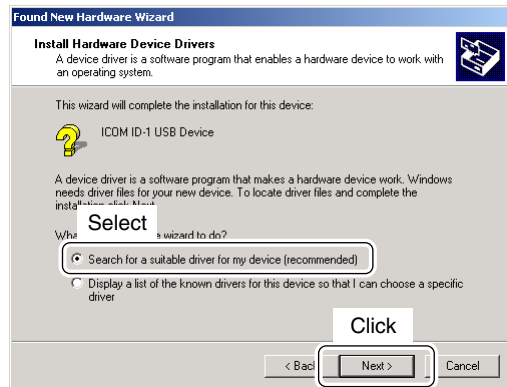 Found New Hardware Wizard
Install Hardware Device Drivers
A device driver is a software program that enables a hardware device to work with
an operating system.
This wizard will complete the installation for this device:
ICOM ID-1 USB Device
A device driver is a software program that makes a hardware device work. Windows
needs driver files for your new device. To locate driver files and complete the
click Next
Select
wizard to do?
Search for a suitable driver for my device (recommended)
Display a list of the known drivers for this device so that I can choose a specific
driver
Click
< Back
Next >
Cancel